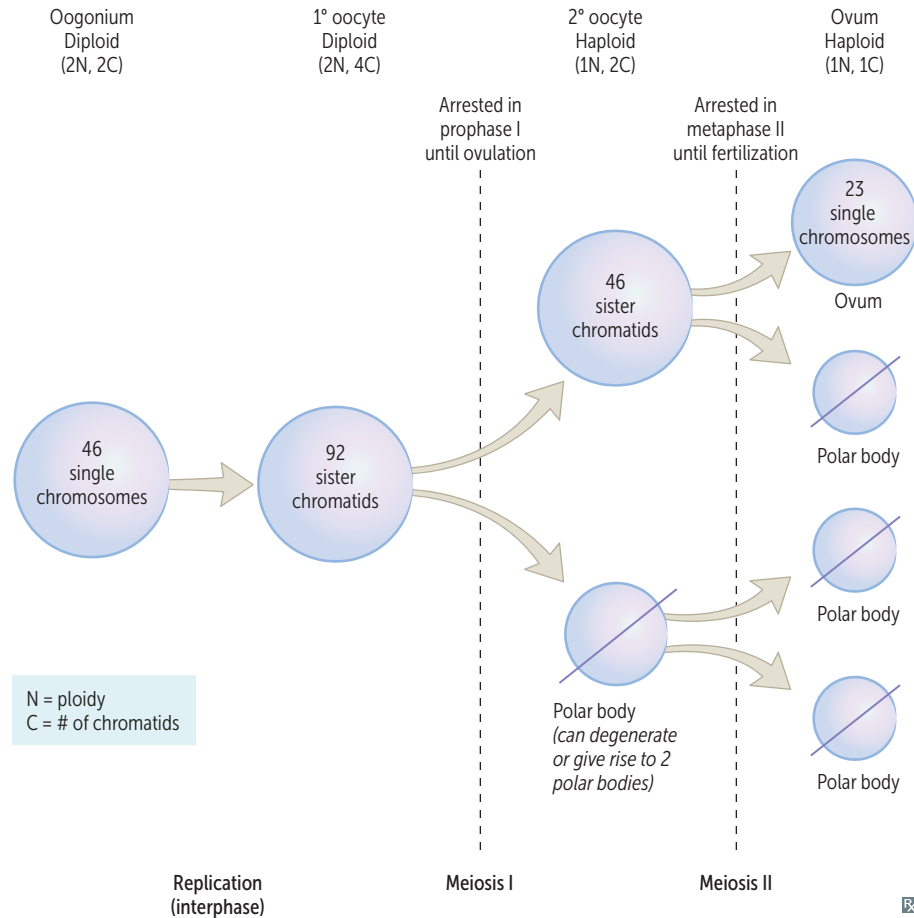 Oogonium
Diploid
(2N, 2C)
1° oocyte
Diploid
(2N, 4C)
2° oocyte
Haploid
(1N, 2C)
Ovum
Haploid
(1N, 1C)
Arrested in
prophase I
until ovulation
Arrested in
metaphase II
until fertilization
46
single
chromosomes
92
sister
chromatids
46
sister
chromatids
23
single
chromosomes
Ovum
Polar body
Polar body
Polar body
Polar body
(can degenerate
or give rise to 2
polar bodies)
N = ploidy
C = # of chromatids
Replication
(interphase)
Meiosis I
Meiosis II
Rx